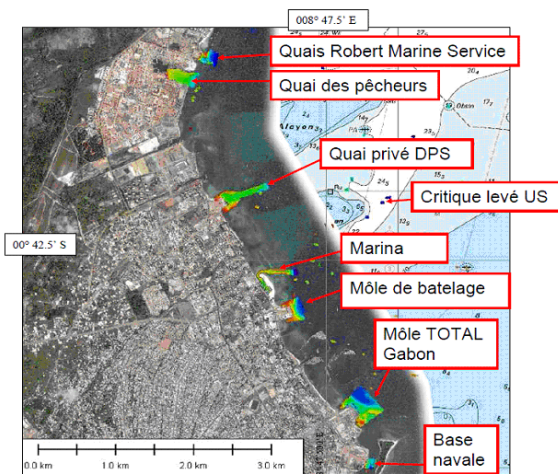 008° 47.5' E
Quais Robert Marine Service
Quai des pêcheurs
Alcyon
Obtein
Quai privé DPS
Critique levé US
00° 42.5' S
Marina
Môle de batelage
Môle TOTAL
Gabon
Base
navale
0.0 km
1.0 km
2.0 km
3.0 km